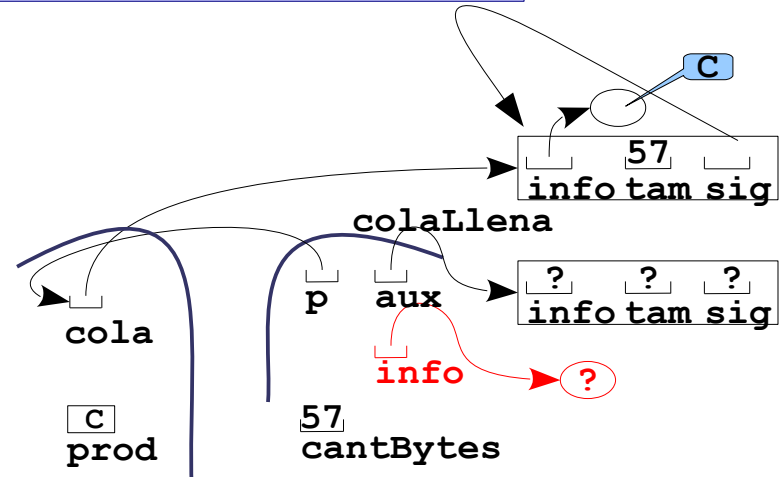 C
57
info tam sig
colaLlena
? ? ?
p aux info tam sig
cola
info ?
C 57
prod cantBytes